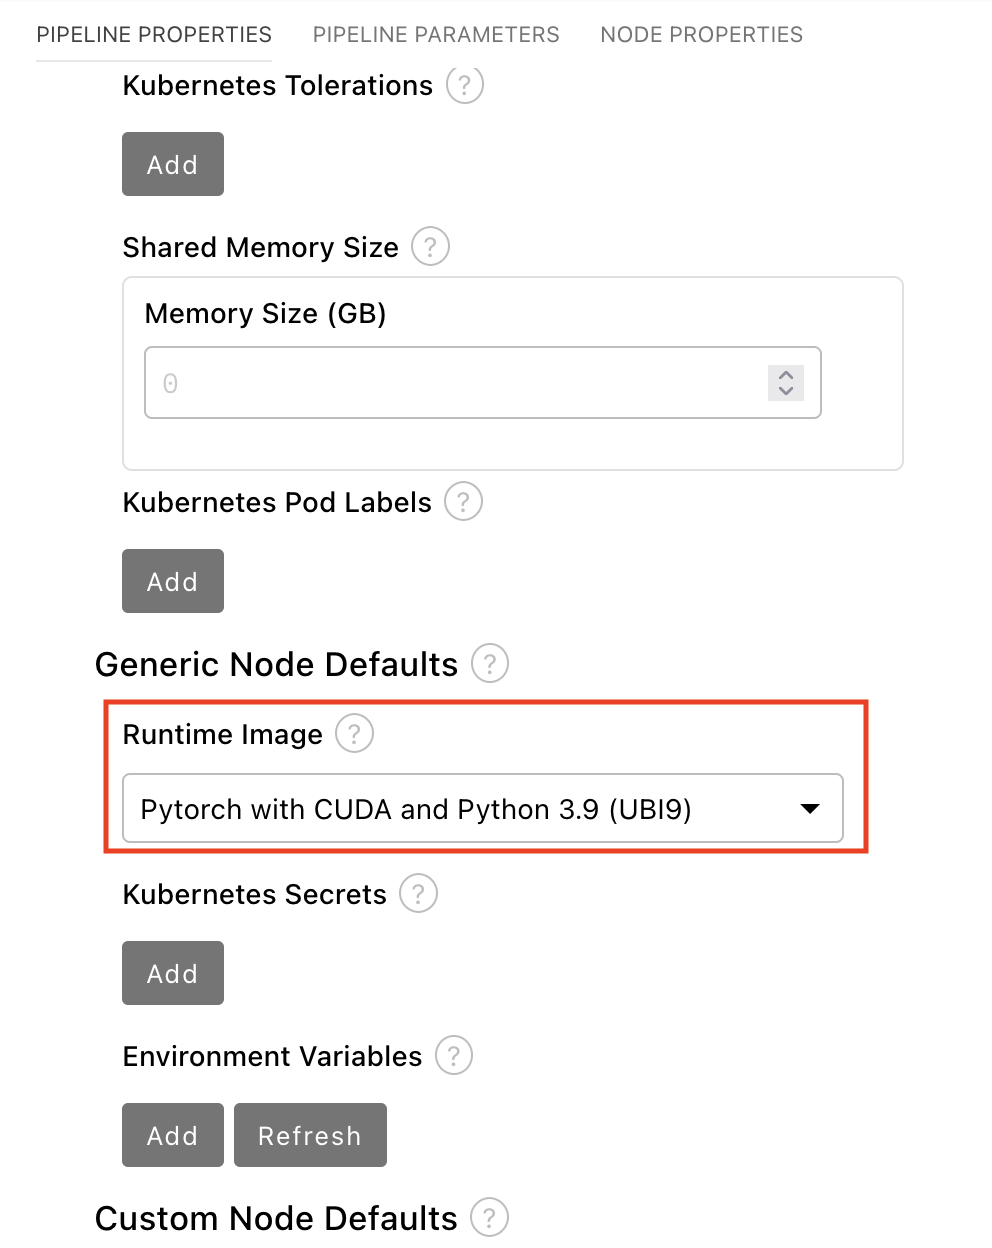 PIPELINE PROPERTIES PIPELINE PARAMETERS NODE PROPERTIES
Kubernetes Tolerations ?
Add
Shared Memory Size ?
Memory Size (GB)
0
Kubernetes Pod Labels ?
Add
Generic Node Defaults ?
Runtime Image ?
Pytorch with CUDA and Python 3.9 (UBI9)
Kubernetes Secrets ?
Add
Environment Variables ?
Add Refresh
Custom Node Defaults ?